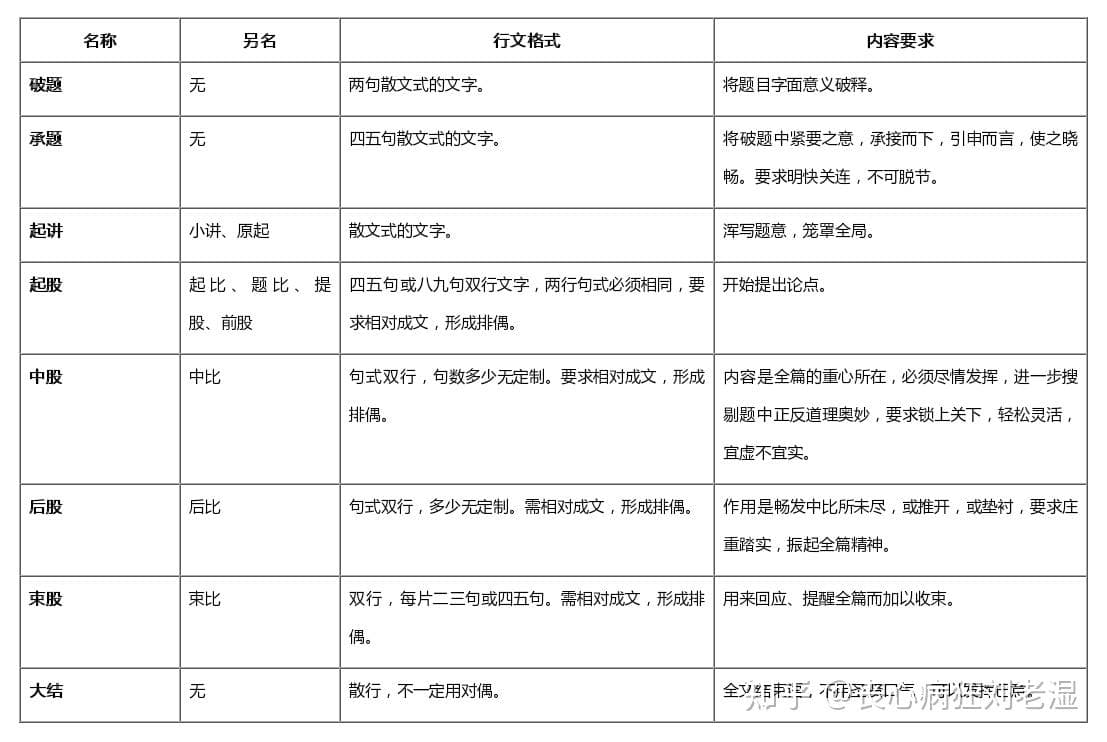 名称 另名 行文格式 内容要求
破题 无 两句散文式的文字。 将题目字面意义破释。
承题 无 四五句散文式的文字。 将破题中紧要之意，承接而下，引申而言，使之晓
畅。要求明快关连，不可脱节。
起讲 小讲、原起 散文式的文字。 浑写题意，笼罩全局。
起股 起比、题比、提 四五句或八九句双行文字，两行句式必须相同，要 开始提出论点。
股、前股 求相对成文，形成排偶。
中股 中比 句式双行，句数多少无定制。要求相对成文，形成 内容是全篇的重心所在，必须尽情发挥，进一步搜
排偶。 剔题中正反道理奥妙，要求锁上关下，轻松灵活，
宜虚不宜实。
后股 后比 句式双行，多少无定制。需相对成文，形成排偶。 作用是畅发中比所未尽，或推开，或垫衬，要求庄
重踏实，振起全篇精神。
束股 束比 双行，每片二三句或四五句。需相对成文，形成排 用来回应、提醒全篇而加以收束。
偶。
大结 无 散行，不一定用对偶。 全文结束语，不用圣贤口气，可以发挥
知乎 @丧心病狂刘老湿